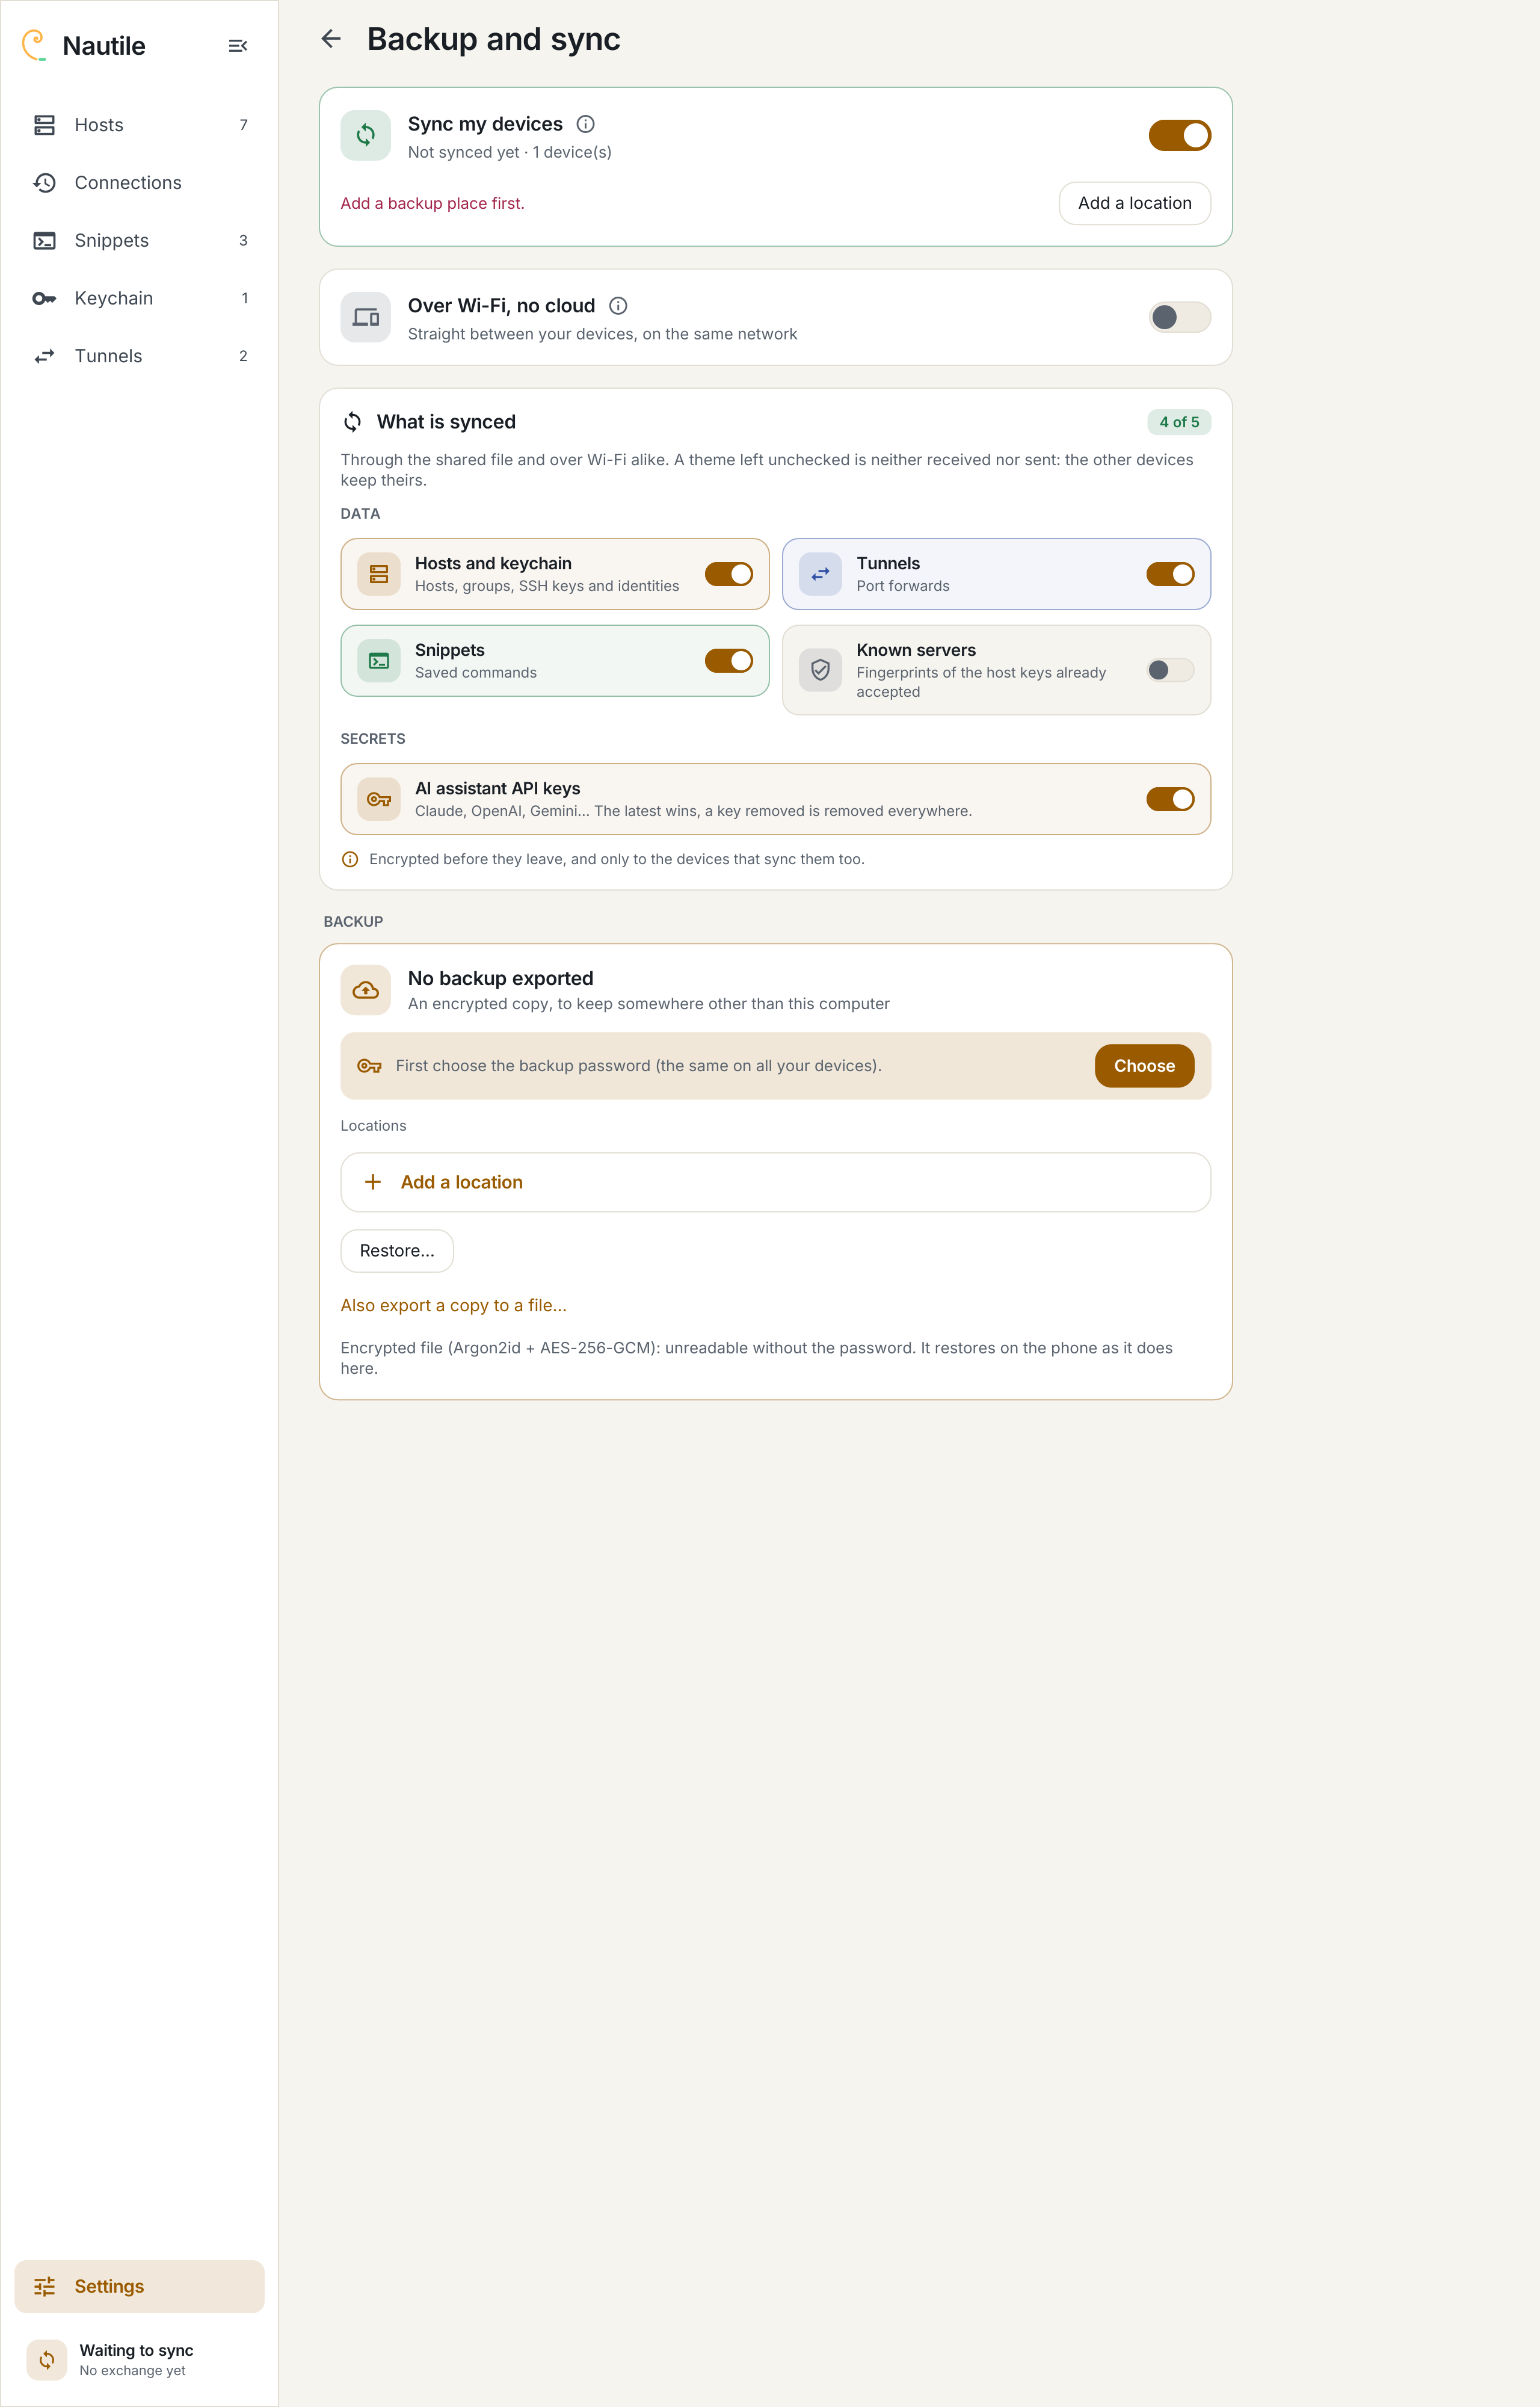 Nautile
Hosts 7
Connections
Snippets 3
Keychain 1
Tunnels 2
Settings
Waiting to sync
No exchange yet
Backup and sync
Sync my devices
Not synced yet · 1 device(s)
Add a backup place first.
Add a location
Over Wi-Fi, no cloud
Straight between your devices, on the same network
What is synced
4 of 5
Through the shared file and over Wi-Fi alike. A theme left unchecked is neither received nor sent: the other devices
keep theirs.
DATA
Hosts and keychain
Hosts, groups, SSH keys and identities
Tunnels
Port forwards
Snippets
Saved commands
Known servers
Fingerprints of the host keys already
accepted
SECRETS
AI assistant API keys
Claude, OpenAI, Gemini... The latest wins, a key removed is removed everywhere.
Encrypted before they leave, and only to the devices that sync them too.
BACKUP
No backup exported
An encrypted copy, to keep somewhere other than this computer
First choose the backup password (the same on all your devices).
Choose
Locations
Add a location
Restore...
Also export a copy to a file...
Encrypted file (Argon2id + AES-256-GCM): unreadable without the password. It restores on the phone as it does
here.